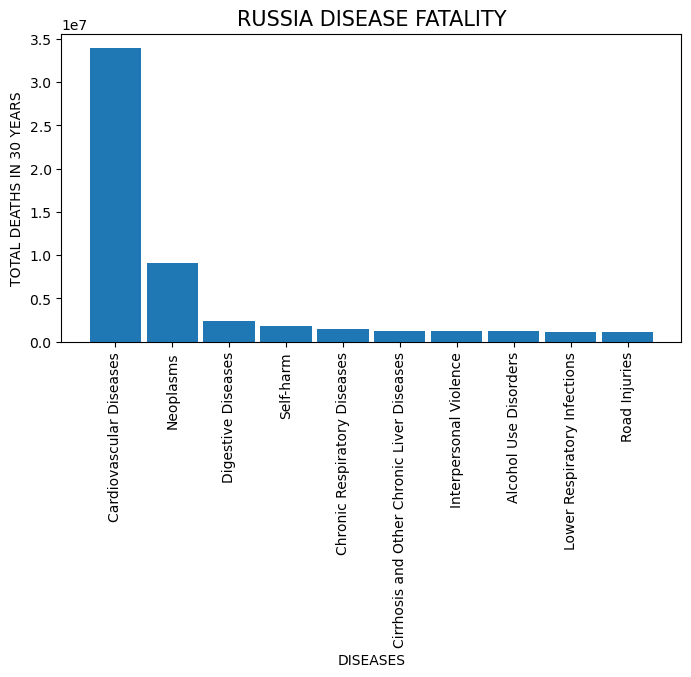 RUSSIA DISEASE FATALITY
1e7
3.5
3.0
2.5
2.0
1.5
1.0
0.5
0.0
TOTAL DEATHS IN 30 YEARS
Cardiovascular Diseases
Neoplasms
Digestive Diseases
Self-harm
Chronic Respiratory Diseases
Cirrhosis and Other Chronic Liver Diseases
Interpersonal Violence
Alcohol Use Disorders
Lower Respiratory Infections
Road Injuries
DISEASES